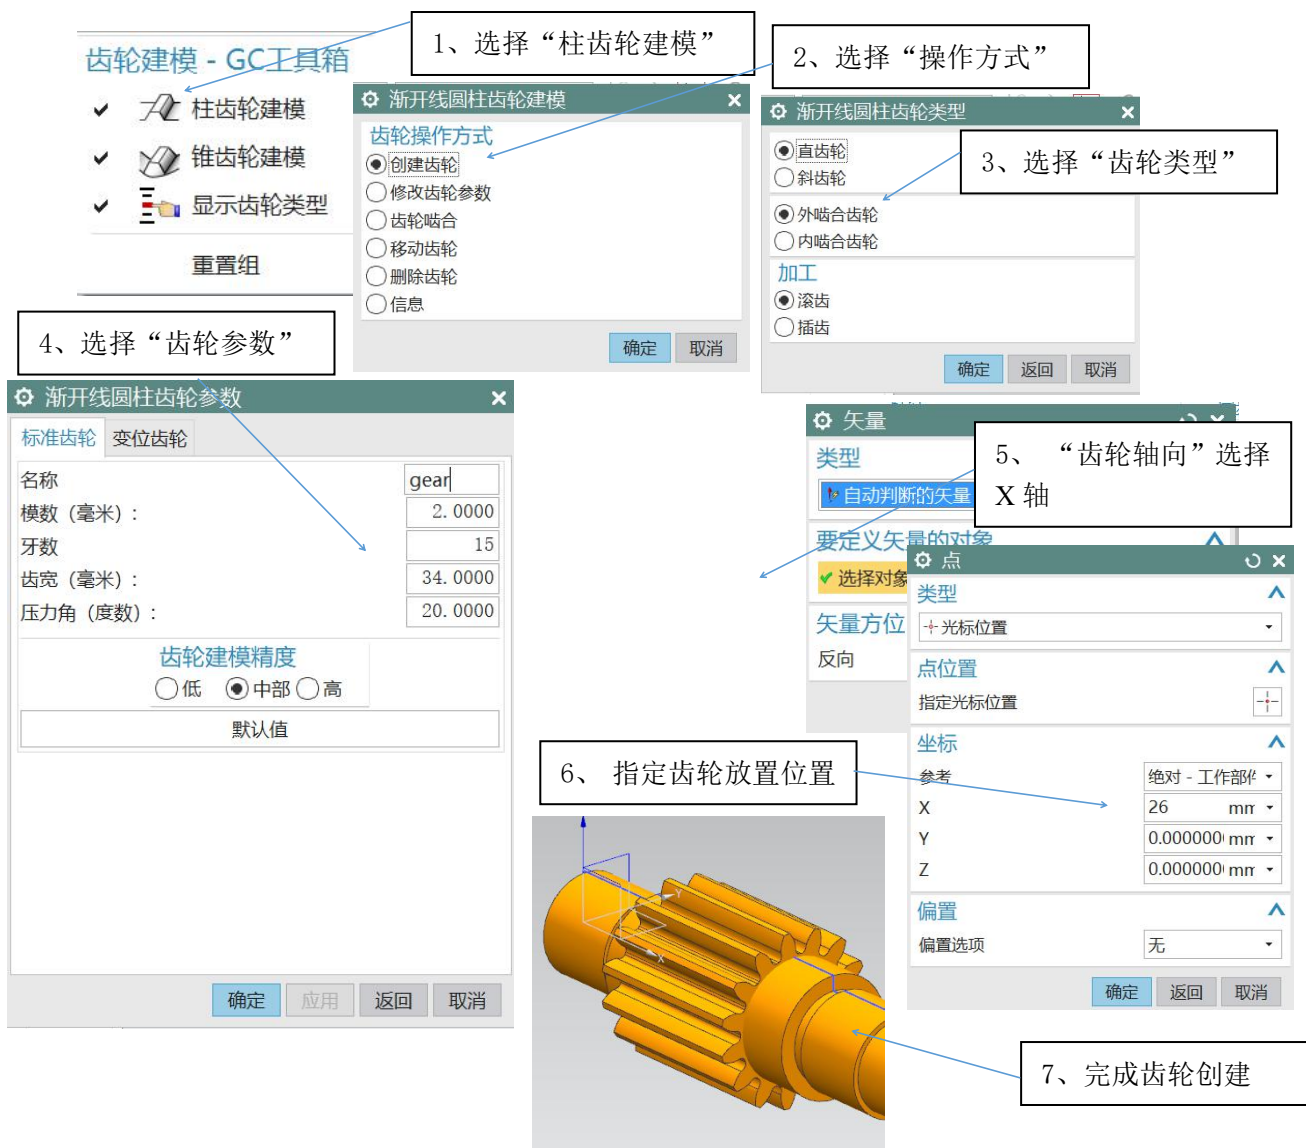 1、选择“柱齿轮建模”
2、选择“操作方式”
齿轮建模 - GC工具箱
柱齿轮建模
锥齿轮建模
显示齿轮类型
重置组
渐开线圆柱齿轮建模
齿轮操作方式
创建齿轮
修改齿轮参数
齿轮啮合
移动齿轮
删除齿轮
信息
确定 取消
渐开线圆柱齿轮类型
直齿轮
斜齿轮
外啮合齿轮
内啮合齿轮
加工
滚齿
插齿
确定 返回 取消
3、选择“齿轮类型”
4、选择“齿轮参数”
渐开线圆柱齿轮参数
标准齿轮 变位齿轮
名称 gear
模数（毫米）: 2.0000
牙数 15
齿宽（毫米）: 34.0000
压力角（度数）: 20.0000
齿轮建模精度
低 中部 高
默认值
确定 应用 返回 取消
矢量
类型
自动判断的矢量
要定义矢量的对象
选择对象
矢量方位
反向
5、 “齿轮轴向”选择
X 轴
点
类型
光标位置
点位置
指定光标位置
坐标
参考 绝对 - 工作部件
X 26 mm
Y 0.0000000 mm
Z 0.0000000 mm
偏置
偏置选项 无
确定 返回 取消
6、 指定齿轮放置位置
Y
X
7、完成齿轮创建